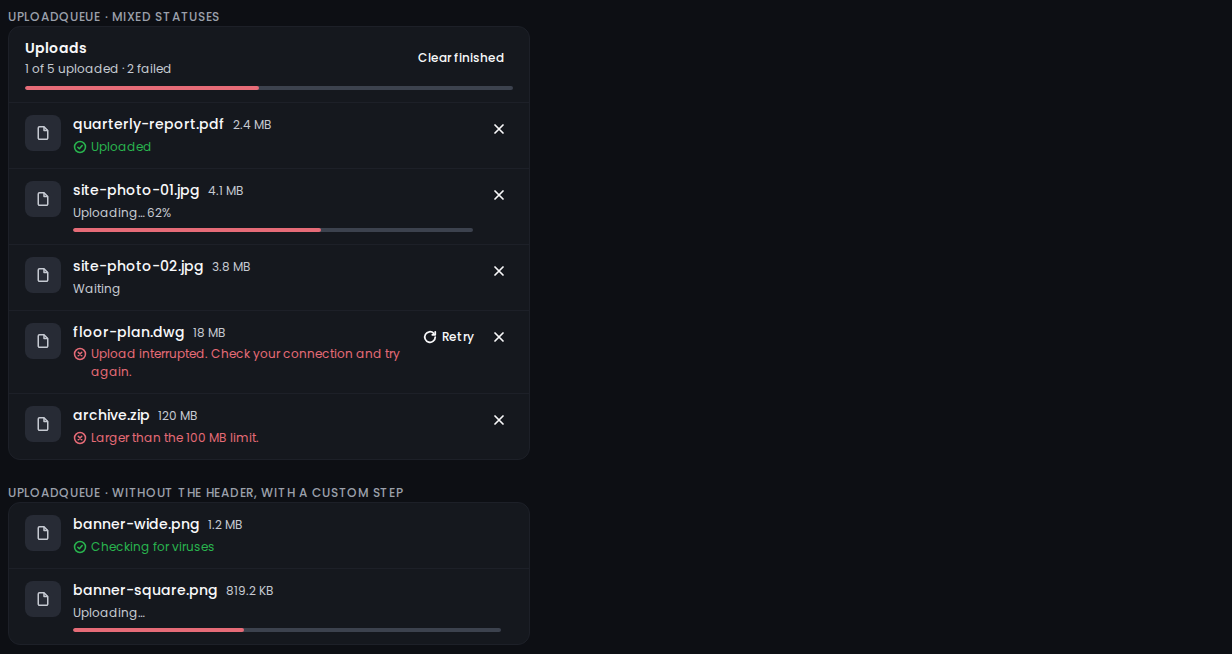 UPLOADQUEUE · MIXED STATUSES
Uploads
1 of 5 uploaded · 2 failed
Clear finished
quarterly-report.pdf 2.4 MB
Uploaded
site-photo-01.jpg 4.1 MB
Uploading… 62%
site-photo-02.jpg 3.8 MB
Waiting
floor-plan.dwg 18 MB
Retry
Upload interrupted. Check your connection and try
again.
archive.zip 120 MB
Larger than the 100 MB limit.
UPLOADQUEUE · WITHOUT THE HEADER, WITH A CUSTOM STEP
banner-wide.png 1.2 MB
Checking for viruses
banner-square.png 819.2 KB
Uploading…